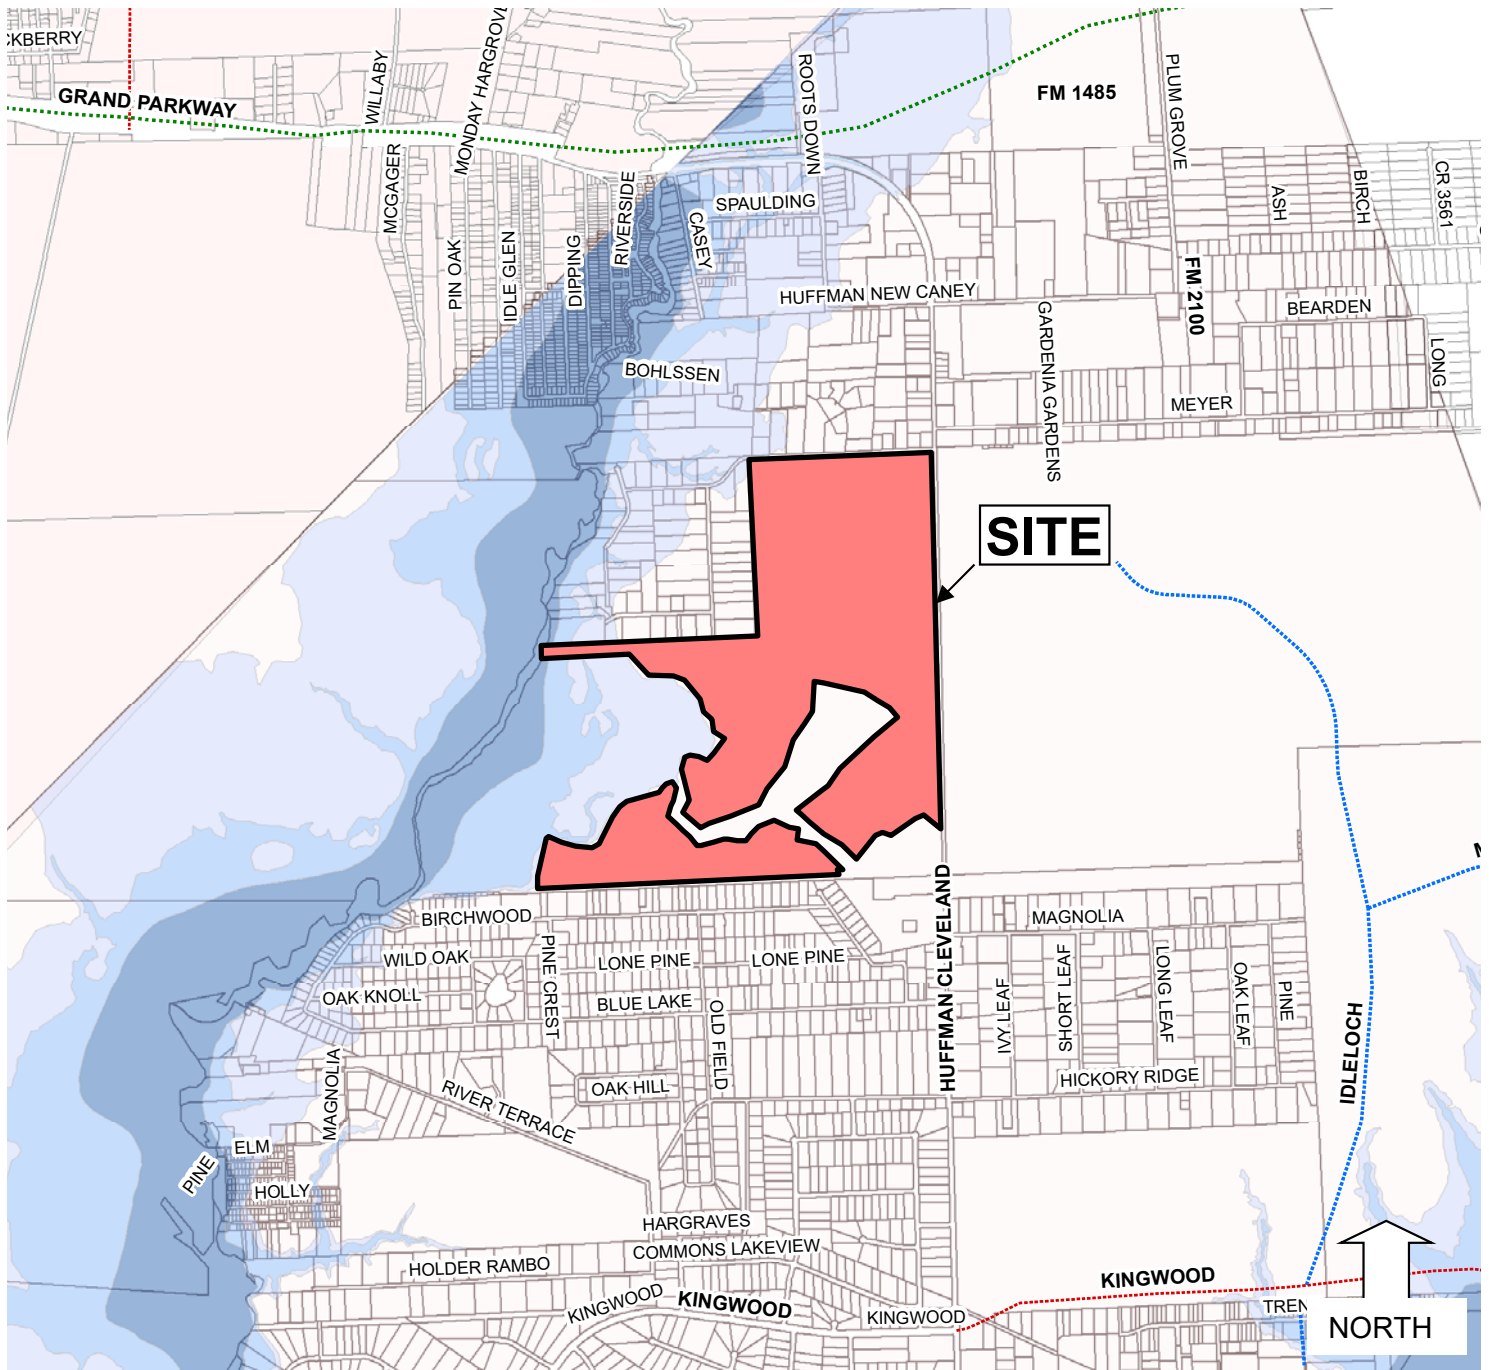 CKBERRY
GRAND PARKWAY
WILLABY
MONDAY HARGROVE
ROOTS DOWN
FM 1485
PLUM GROVE
MCGAGER
PIN OAK
IDLE GLEN
DIPPING
RIVERSIDE
CASEY
SPAULDING
ASH
BIRCH
CR 3561
HUFFMAN NEW CANEY
FM 2100
BEARDEN
GARDENIA GARDENS
LONG
BOHLSSEN
MEYER
SITE
BIRCHWOOD
WILD OAK
OAK KNOLL
PINE CREST
LONE PINE
LONE PINE
BLUE LAKE
OLD FIELD
HUFFMAN CLEVELAND
MAGNOLIA
IVY LEAF
SHORT LEAF
LONG LEAF
OAK LEAF
PINE
IDLELOCH
MAGNOLIA
RIVER TERRACE
OAK HILL
HICKORY RIDGE
ELM
PINE
HOLLY
HARGRAVES
COMMONS LAKEVIEW
HOLDER RAMBO
KINGWOOD
KINGWOOD
KINGWOOD
KINGWOOD
TREN
NORTH